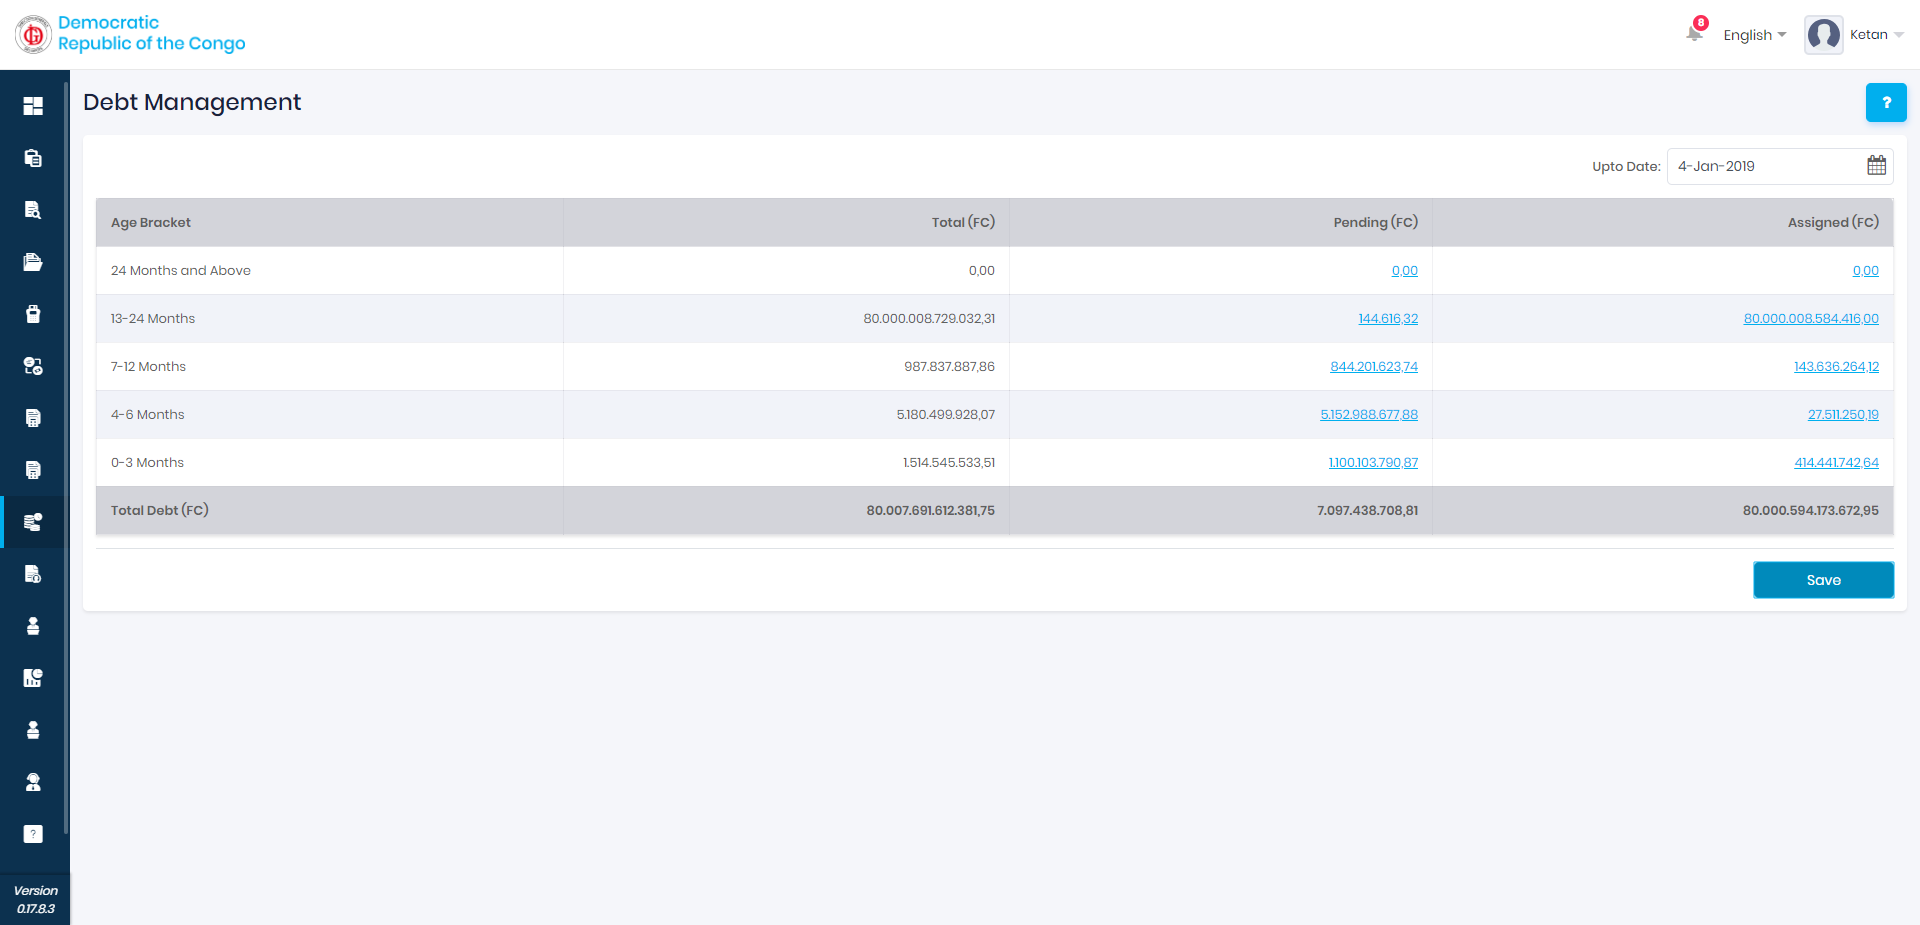 Democratic
Republic of the Congo
8
English
Ketan
Debt Management
?
Upto Date: 4-Jan-2019
Age Bracket Total (FC) Pending (FC) Assigned (FC)
24 Months and Above 0,00 0,00 0,00
13-24 Months 80.000.008.729.032,31 144.616,32 80.000.008.584.416,00
7-12 Months 987.837.887,86 844.201.623,74 143.636.264,12
4-6 Months 5.180.499.928,07 5.152.988.677,88 27.511.250,19
0-3 Months 1.514.545.533,51 1.100.103.790,87 414.441.742,64
Total Debt (FC) 80.007.691.612.381,75 7.097.438.708,81 80.000.594.173.672,95
Save
?
Version
0.17.8.3